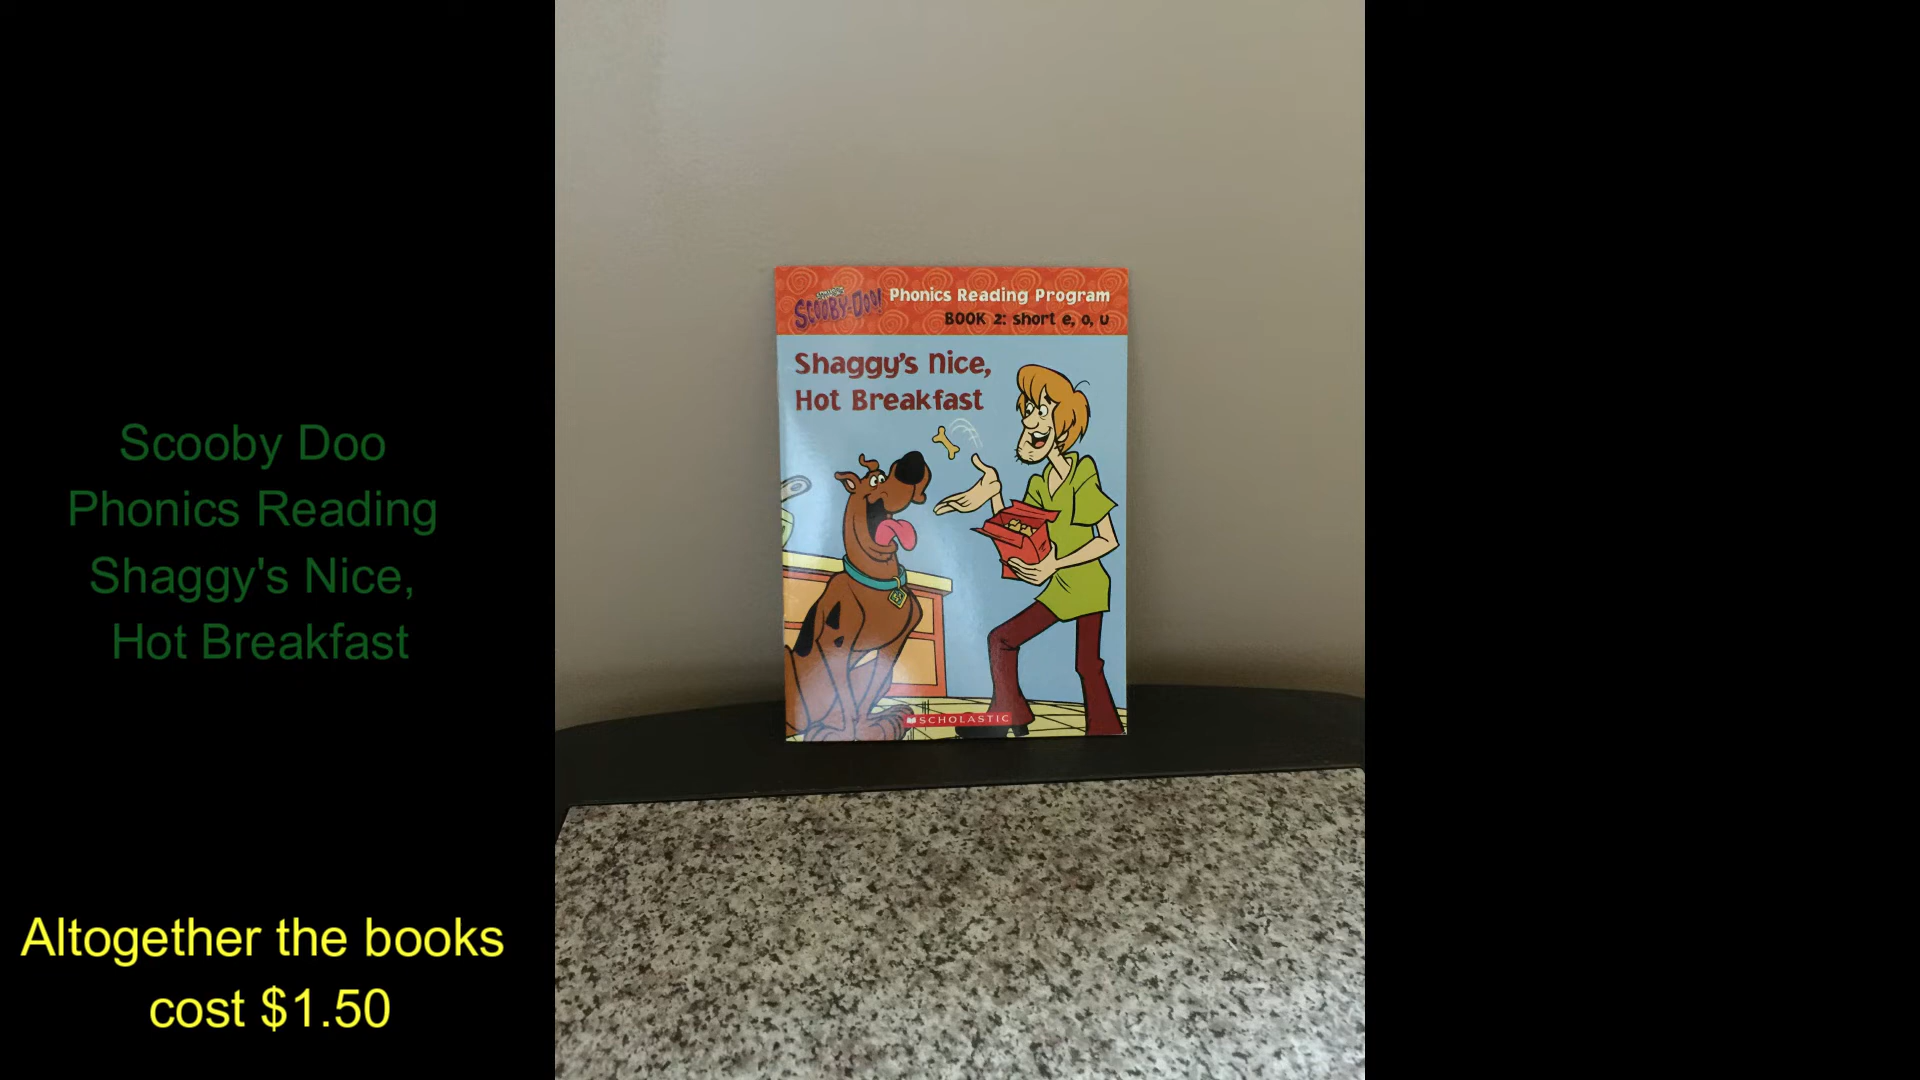 Scooby Doo
Phonics Reading
Shaggy's Nice,
Hot Breakfast
Altogether the books
cost $1.50
SCOOBY-DOO!
Phonics Reading Program
BOOK 2: short e, o, u
Shaggy's Nice,
Hot Breakfast
SCHOLASTIC